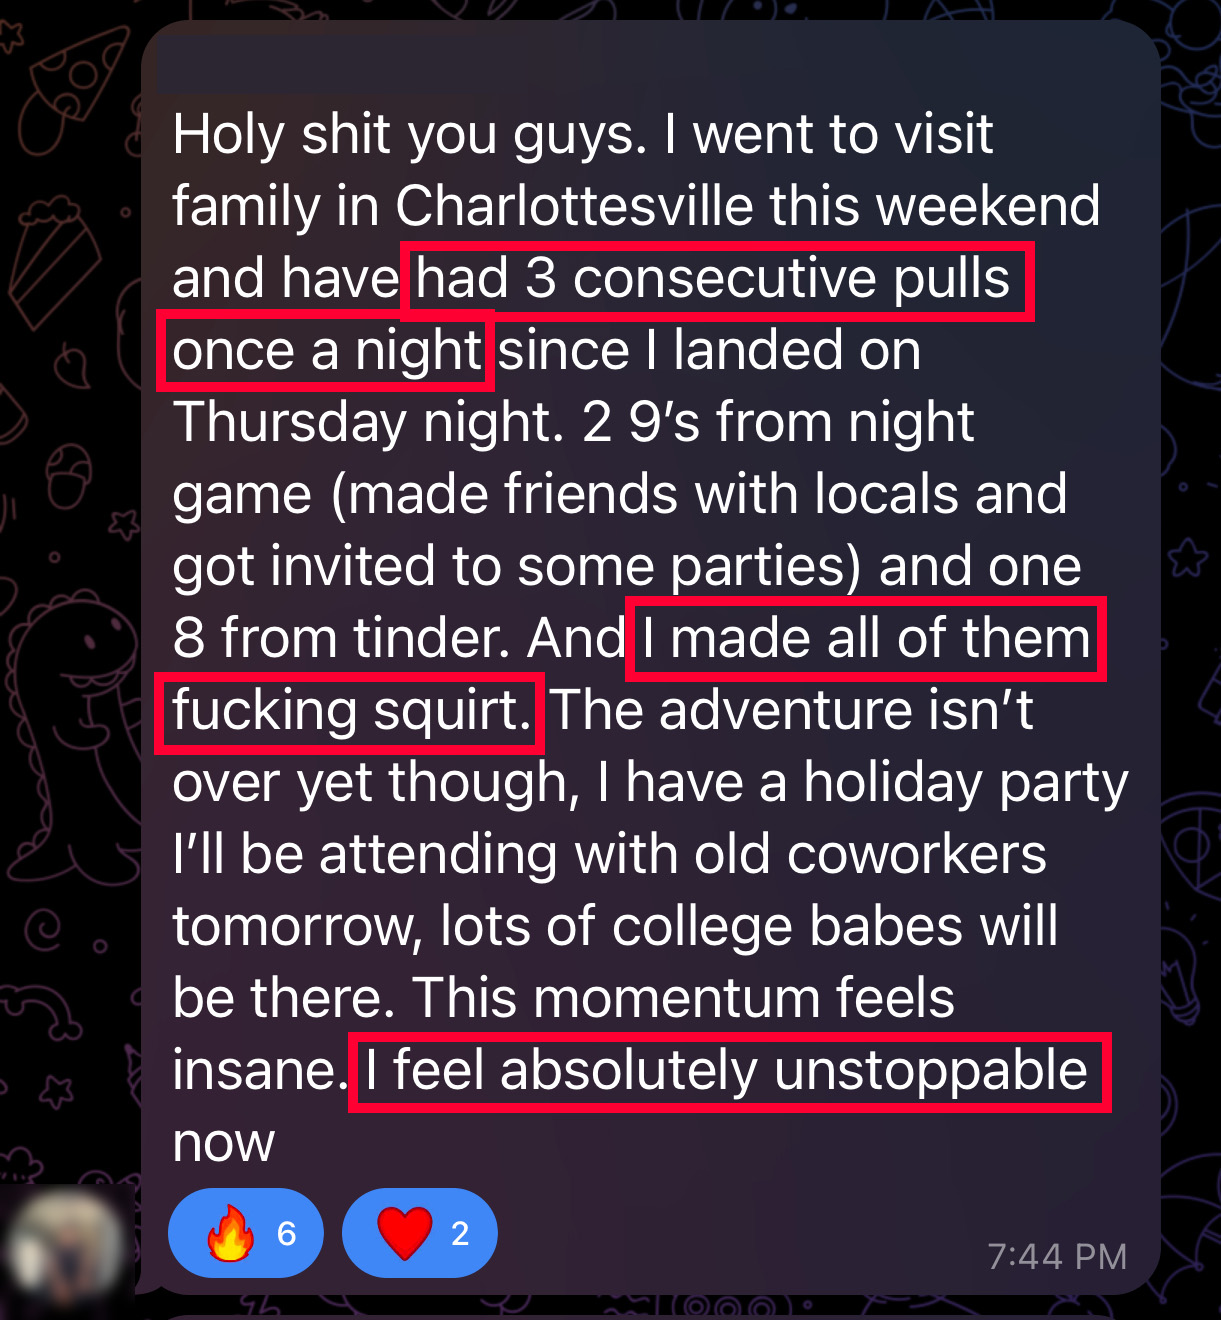 Holy shit you guys. I went to visit
family in Charlottesville this weekend
and have had 3 consecutive pulls
once a night since I landed on
Thursday night. 2 9’s from night
game (made friends with locals and
got invited to some parties) and one
8 from tinder. And I made all of them
fucking squirt. The adventure isn’t
over yet though, I have a holiday party
I’ll be attending with old coworkers
tomorrow, lots of college babes will
be there. This momentum feels
insane. I feel absolutely unstoppable
now
🔥 6 ❤️ 2
7:44 PM